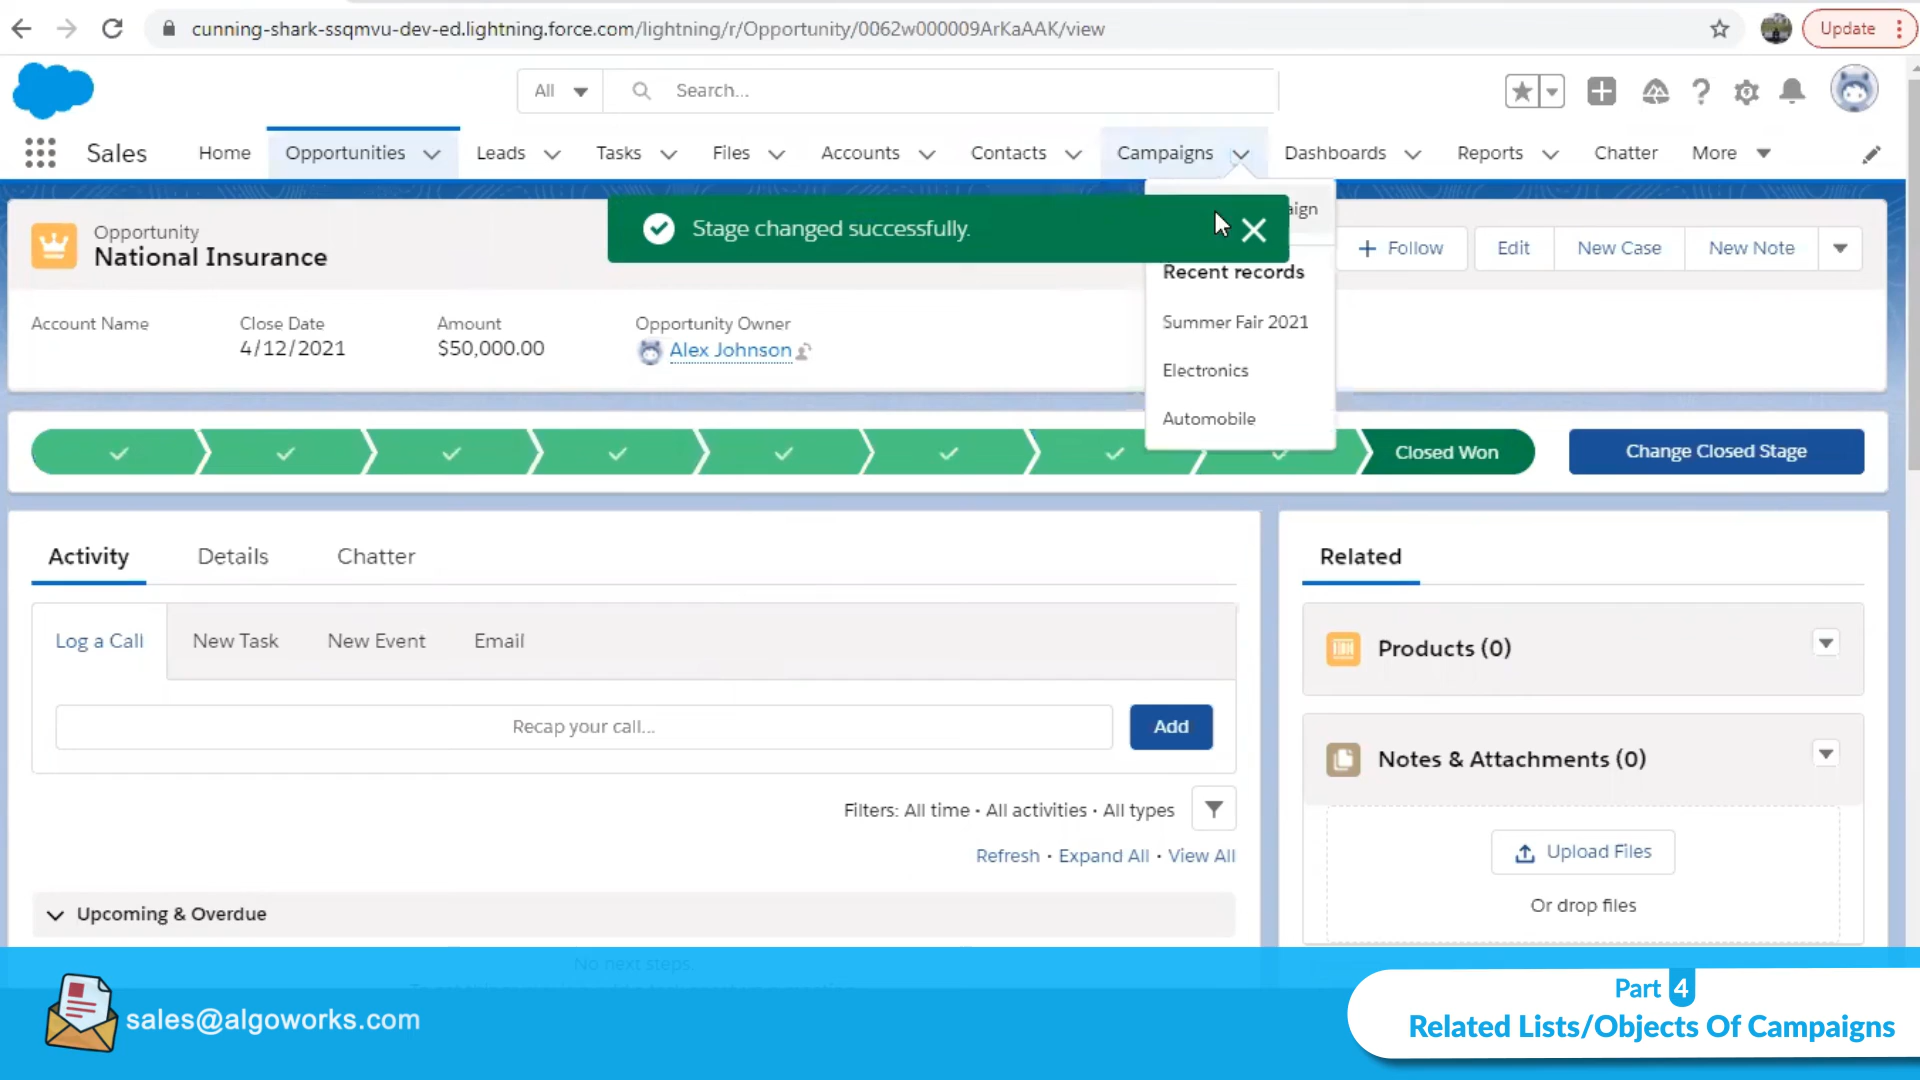 cunning-shark-ssqmvu-dev-ed.lightning.force.com/lightning/r/Opportunity/0062w000009ArKaAAK/view
Update
All
Search...
Sales
Home
Opportunities
Leads
Tasks
Files
Accounts
Contacts
Campaigns
Dashboards
Reports
Chatter
More
Stage changed successfully.
Opportunity
National Insurance
Follow
Edit
New Case
New Note
Recent records
Summer Fair 2021
Electronics
Automobile
Account Name
Close Date
4/12/2021
Amount
$50,000.00
Opportunity Owner
Alex Johnson
Closed Won
Change Closed Stage
Activity
Details
Chatter
Related
Log a Call
New Task
New Event
Email
Recap your call...
Add
Products (0)
Notes & Attachments (0)
Upload Files
Or drop files
Filters: All time • All activities • All types
Refresh • Expand All • View All
Upcoming & Overdue
No next steps.
sales@algoworks.com
Part 4
Related Lists/Objects Of Campaigns